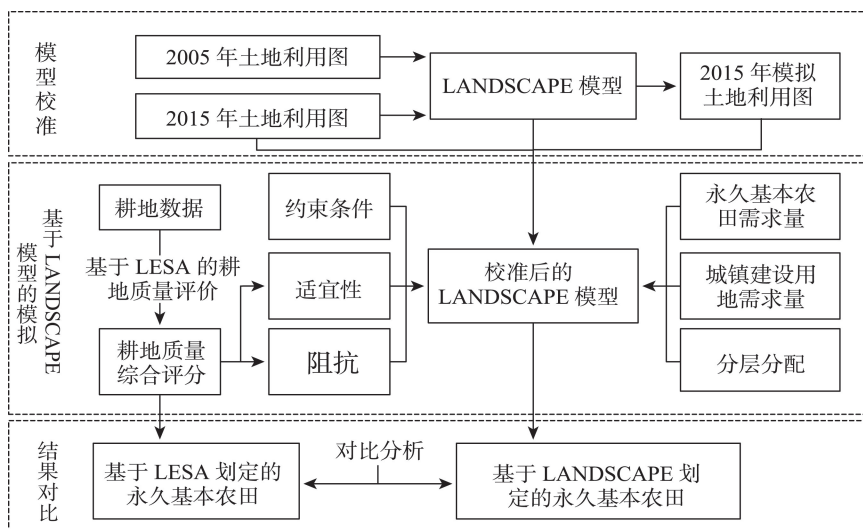 模型校准
2005 年土地利用图
2015 年土地利用图
LANDSCAPE 模型
2015 年模拟
土地利用图
基于 LANDSCAPE
模型的模拟
耕地数据
基于 LESA 的耕
地质量评价
耕地质量
综合评分
约束条件
适宜性
阻抗
校准后的
LANDSCAPE 模型
永久基本农
田需求量
城镇建设用
地需求量
分层分配
结果对比
基于 LESA 划定的
永久基本农田
对比分析
基于 LANDSCAPE 划
定的永久基本农田